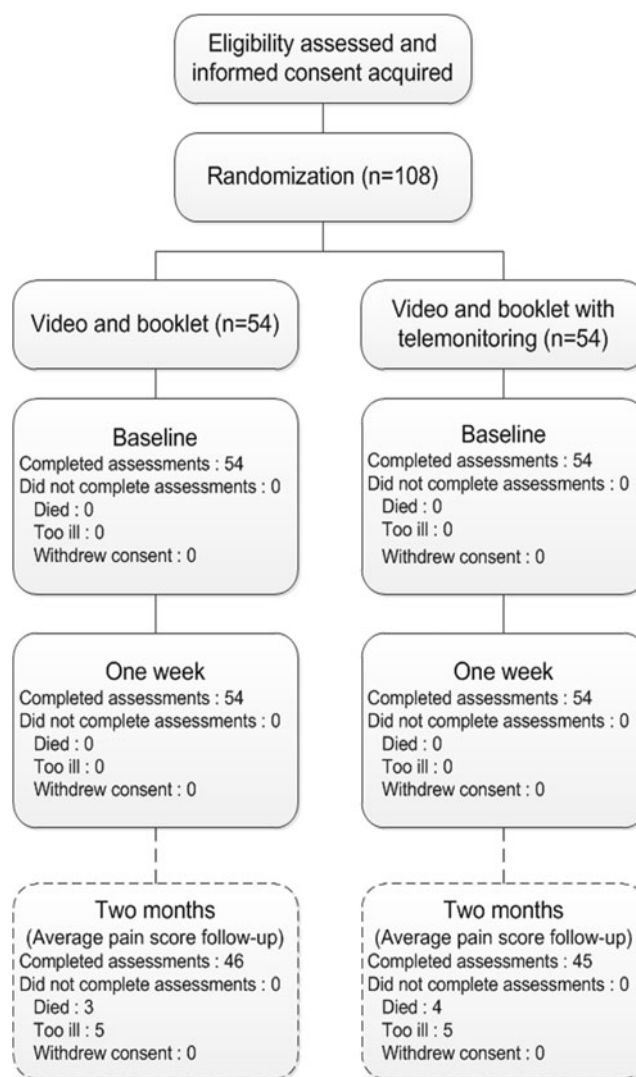 Eligibility assessed and
informed consent acquired
Randomization (n=108)
Video and booklet (n=54)
Baseline
Completed assessments : 54
Did not complete assessments : 0
Died : 0
Too ill : 0
Withdrew consent : 0
One week
Completed assessments : 54
Did not complete assessments : 0
Died : 0
Too ill : 0
Withdrew consent : 0
Two months
(Average pain score follow-up)
Completed assessments : 46
Did not complete assessments : 0
Died : 3
Too ill : 5
Withdrew consent : 0
Video and booklet with
telemonitoring (n=54)
Baseline
Completed assessments : 54
Did not complete assessments : 0
Died : 0
Too ill : 0
Withdrew consent : 0
One week
Completed assessments : 54
Did not complete assessments : 0
Died : 0
Too ill : 0
Withdrew consent : 0
Two months
(Average pain score follow-up)
Completed assessments : 45
Did not complete assessments : 0
Died : 4
Too ill : 5
Withdrew consent : 0